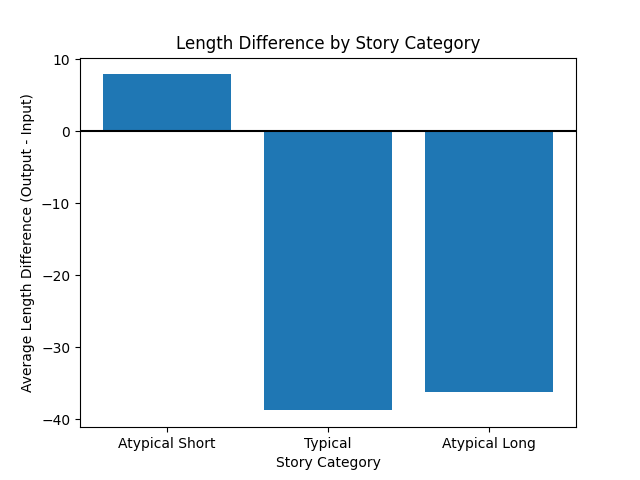 Length Difference by Story Category
Average Length Difference (Output - Input)
10
0
−10
−20
−30
−40
Atypical Short
Typical
Atypical Long
Story Category